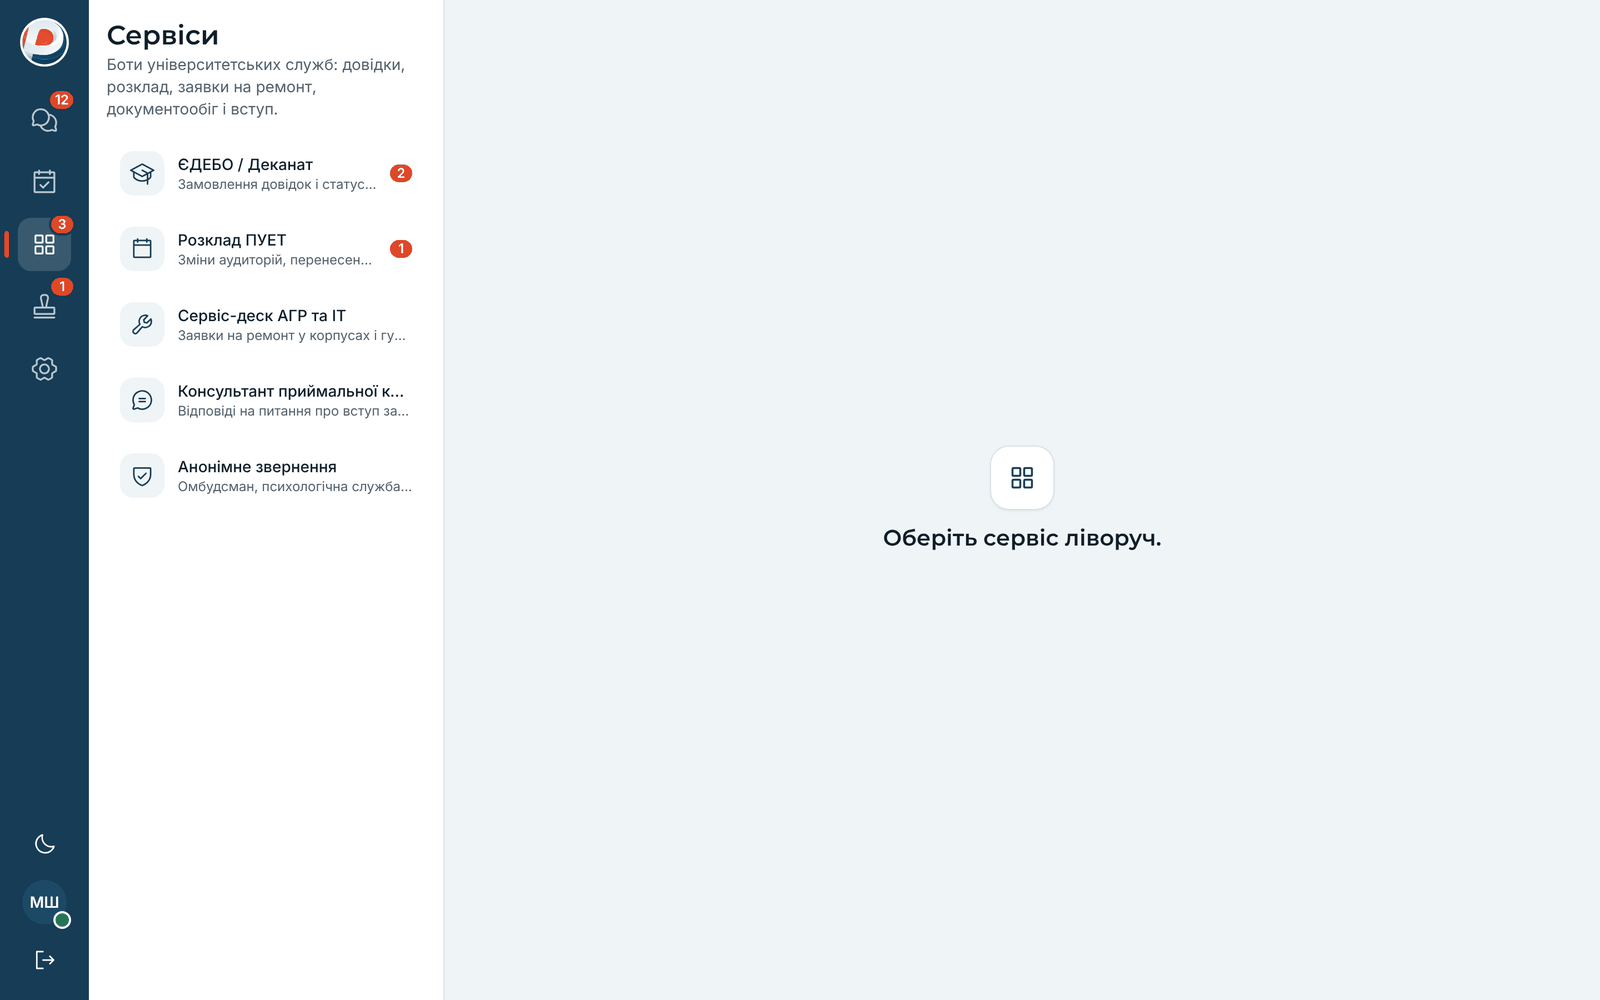 12
3
1
МШ
Сервіси
Боти університетських служб: довідки,
розклад, заявки на ремонт,
документообіг і вступ.
ЄДЕБО / Деканат
Замовлення довідок і статус...
2
Розклад ПУЕТ
Зміни аудиторій, перенесен...
1
Сервіс-деск АГР та ІТ
Заявки на ремонт у корпусах і гу...
Консультант приймальної к...
Відповіді на питання про вступ за...
Анонімне звернення
Омбудсман, психологічна служба...
Оберіть сервіс ліворуч.